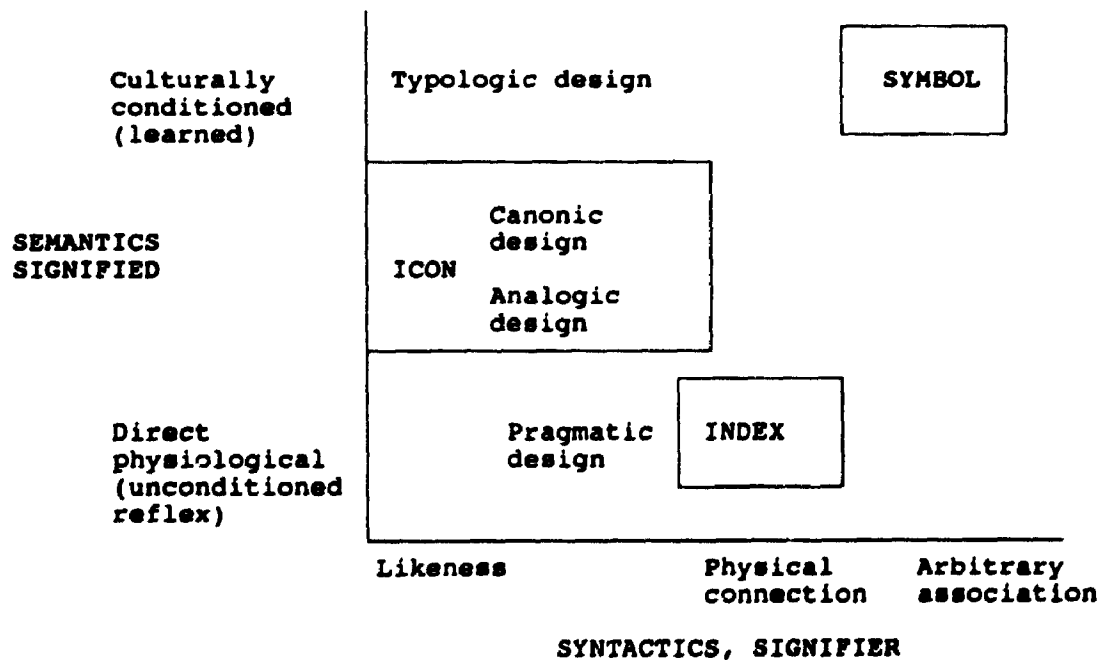 Culturally
conditioned
(learned)
Typologic design
SYMBOL
SEMANTICS
SIGNIFIED
ICON
Canonic
design
Analogic
design
Direct
physiological
(unconditioned
reflex)
Pragmatic
design
INDEX
Likeness
Physical
connection
Arbitrary
association
SYNTACTICS, SIGNIFIER